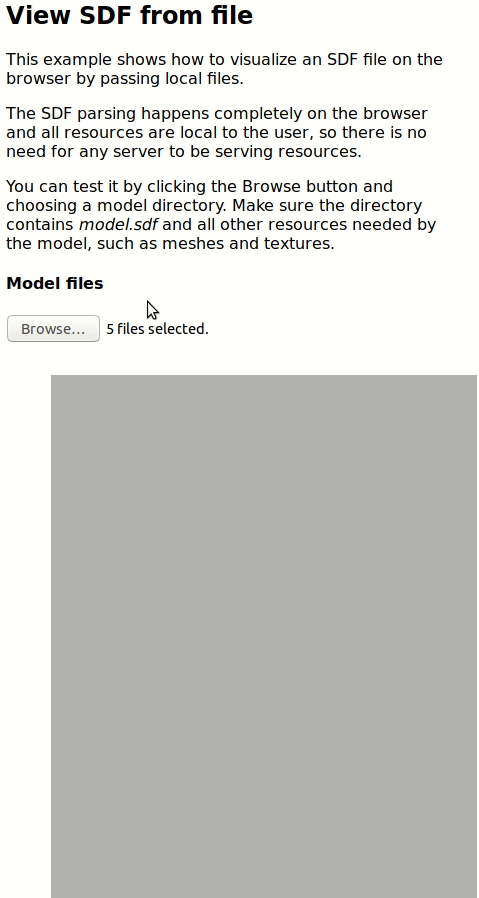 View SDF from file
This example shows how to visualize an SDF file on the
browser by passing local files.
The SDF parsing happens completely on the browser
and all resources are local to the user, so there is no
need for any server to be serving resources.
You can test it by clicking the Browse button and
choosing a model directory. Make sure the directory
contains model.sdf and all other resources needed by
the model, such as meshes and textures.
Model files
Browse... 5 files selected.